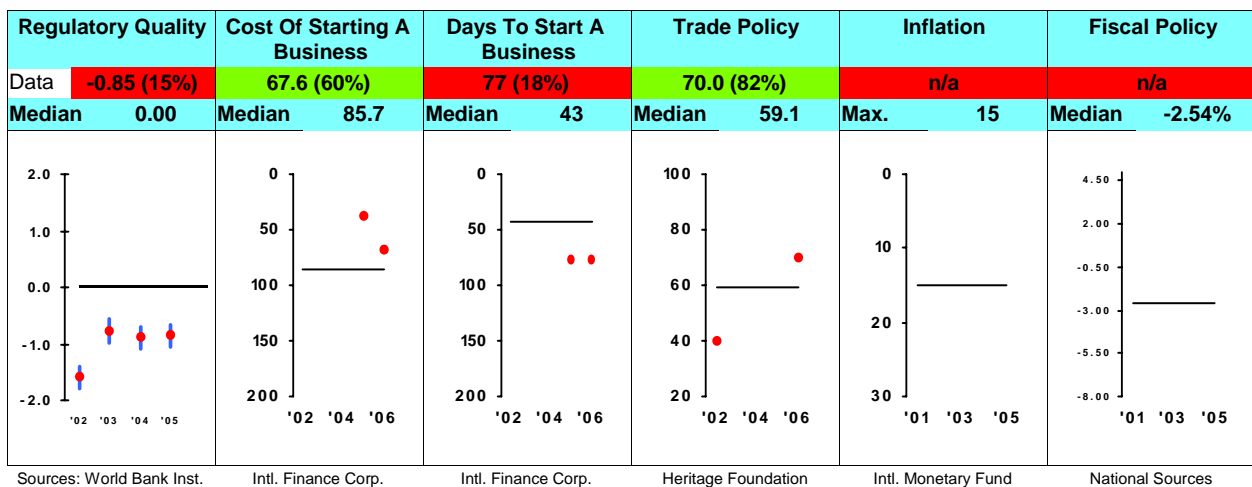 Regulatory Quality
Cost Of Starting A
Business
Days To Start A
Business
Trade Policy
Inflation
Fiscal Policy
Data -0.85 (15%) 67.6 (60%) 77 (18%) 70.0 (82%) n/a n/a
Median 0.00 Median 85.7 Median 43 Median 59.1 Max. 15 Median -2.54%
2.0
1.0
0.0
-1.0
-2.0
'02 '03 '04 '05
0
50
100
150
200
'02 '04 '06
0
50
100
150
200
'02 '04 '06
100
80
60
40
20
'02 '04 '06
0
10
20
30
'01 '03 '05
4.50
2.00
-0.50
-3.00
-5.50
-8.00
'01 '03 '05
Sources: World Bank Inst. Intl. Finance Corp. Intl. Finance Corp. Heritage Foundation Intl. Monetary Fund National Sources